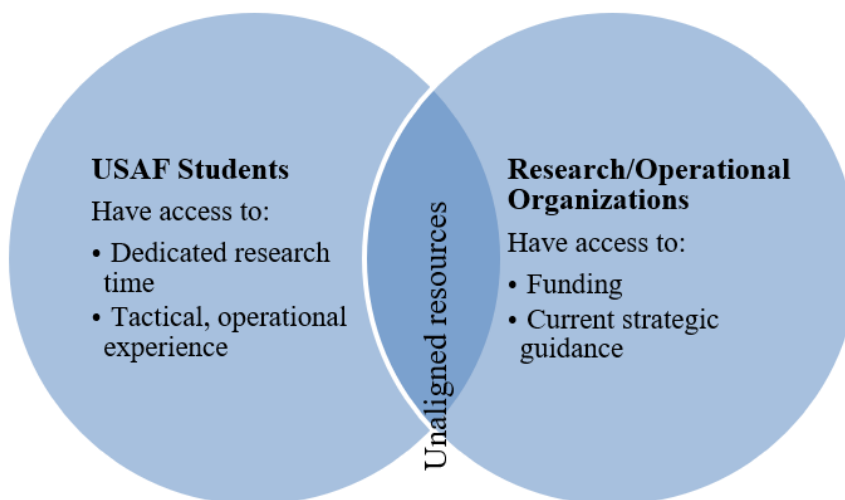 USAF Students
Have access to:
• Dedicated research
time
• Tactical, operational
experience
Unaligned resources
Research/Operational
Organizations
Have access to:
• Funding
• Current strategic
guidance